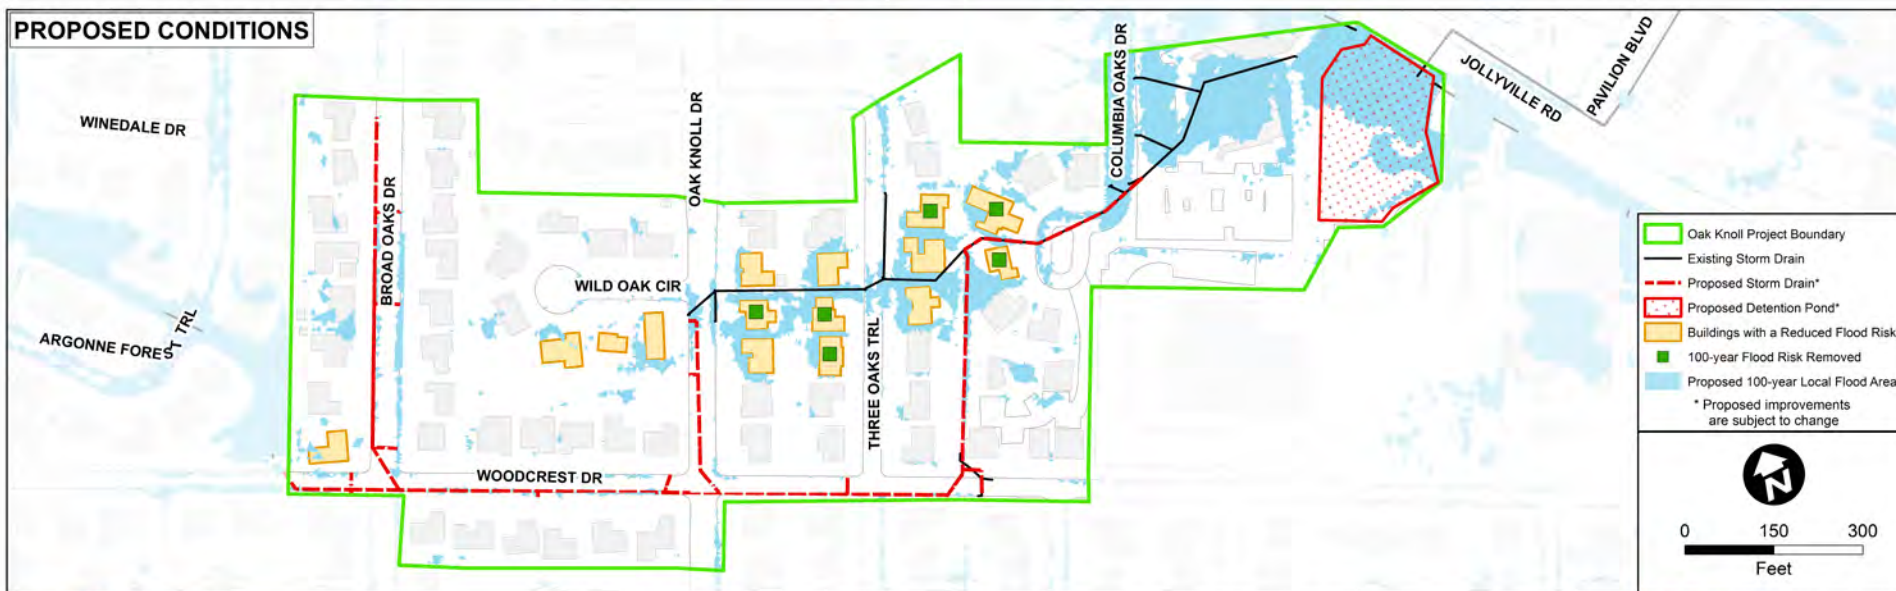 PROPOSED CONDITIONS
WINEDALE DR
ARGONNE FOREST TRL
BROAD OAKS DR
WILD OAK CIR
OAK KNOLL DR
WOODCREST DR
THREE OAKS TRL
COLUMBIA OAKS DR
JOLLYVILLE RD
PAVILION BLVD
Oak Knoll Project Boundary
Existing Storm Drain
Proposed Storm Drain*
Proposed Detention Pond*
Buildings with a Reduced Flood Risk
100-year Flood Risk Removed
Proposed 100-year Local Flood Area
* Proposed improvements
are subject to change
N
0 150 300
Feet